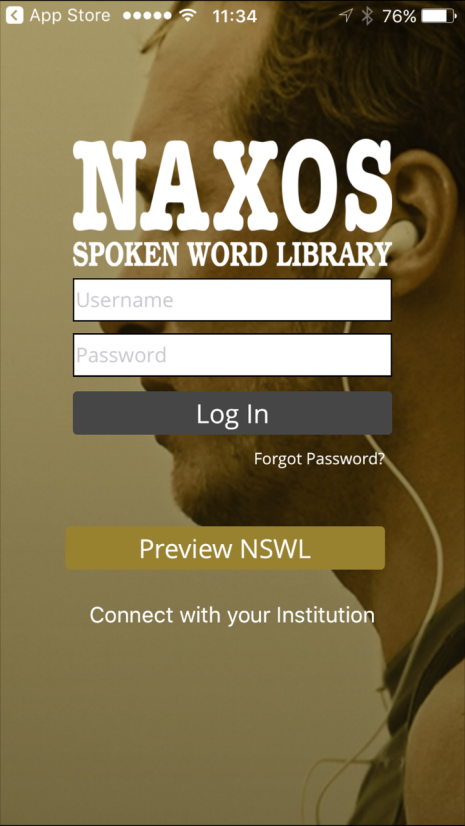 App Store 11:34 76%
NAXOS
SPOKEN WORD LIBRARY
Username
Password
Log In
Forgot Password?
Preview NSWL
Connect with your Institution